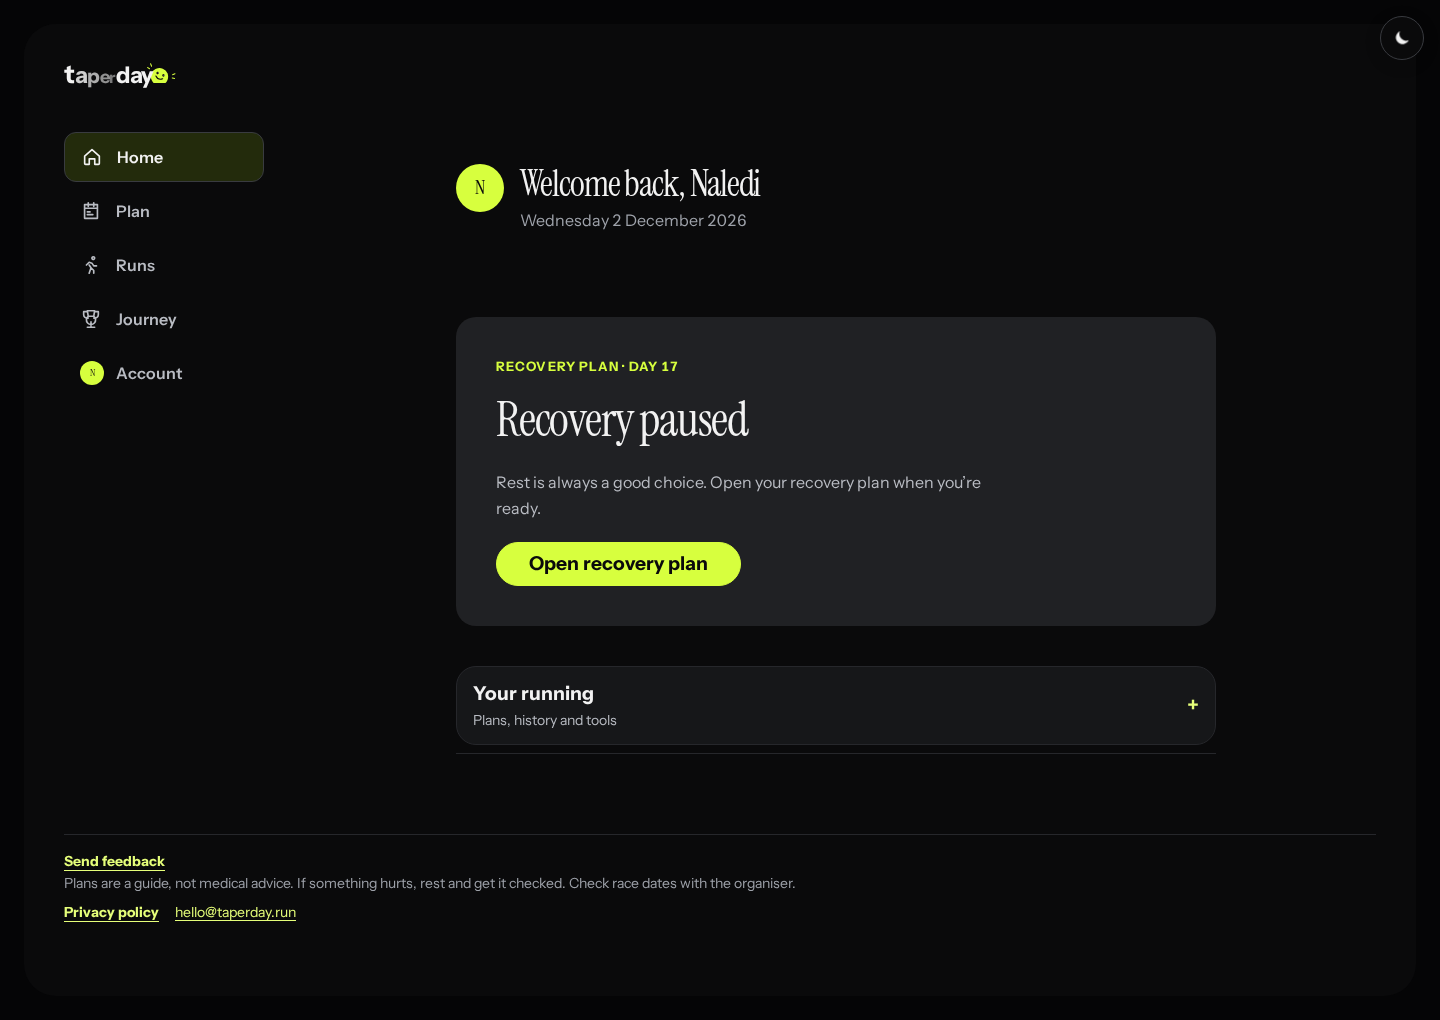 taperday
Home
Plan
Runs
Journey
N Account
N
Welcome back, Naledi
Wednesday 2 December 2026
RECOVERY PLAN · DAY 17
Recovery paused
Rest is always a good choice. Open your recovery plan when you’re
ready.
Open recovery plan
Your running
Plans, history and tools
+
Send feedback
Plans are a guide, not medical advice. If something hurts, rest and get it checked. Check race dates with the organiser.
Privacy policy hello@taperday.run